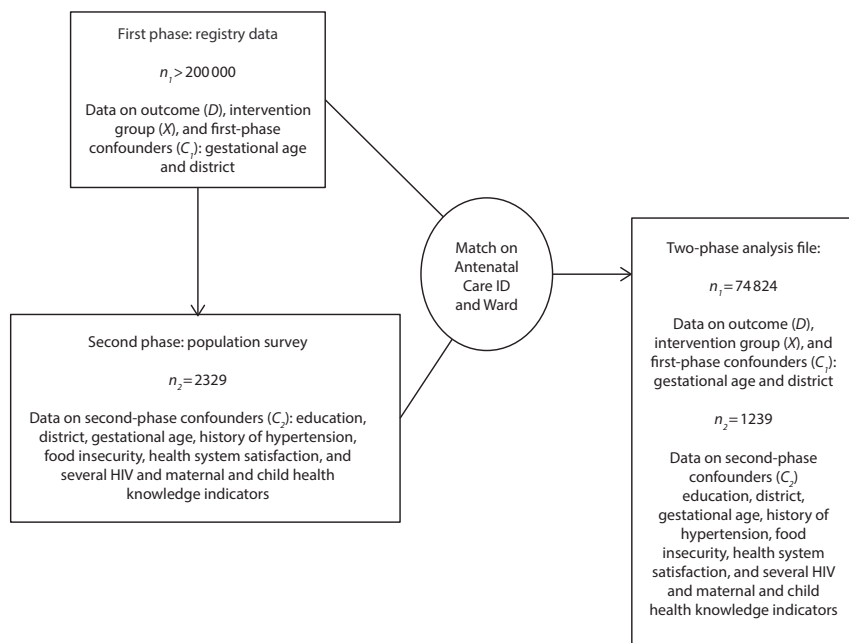 First phase: registry data
n₁ > 200 000
Data on outcome (D), intervention
group (X), and first-phase
confounders (C₁): gestational age
and district
Second phase: population survey
n₂ = 2329
Data on second-phase confounders (C₂): education,
district, gestational age, history of hypertension,
food insecurity, health system satisfaction, and
several HIV and maternal and child health
knowledge indicators
Match on
Antenatal
Care ID
and Ward
Two-phase analysis file:
n₁ = 74 824
Data on outcome (D),
intervention group (X), and
first-phase confounders (C₁):
gestational age and district
n₂ = 1239
Data on second-phase
confounders (C₂)
education, district,
gestational age, history of
hypertension, food
insecurity, health system
satisfaction, and several HIV
and maternal and child
health knowledge indicators